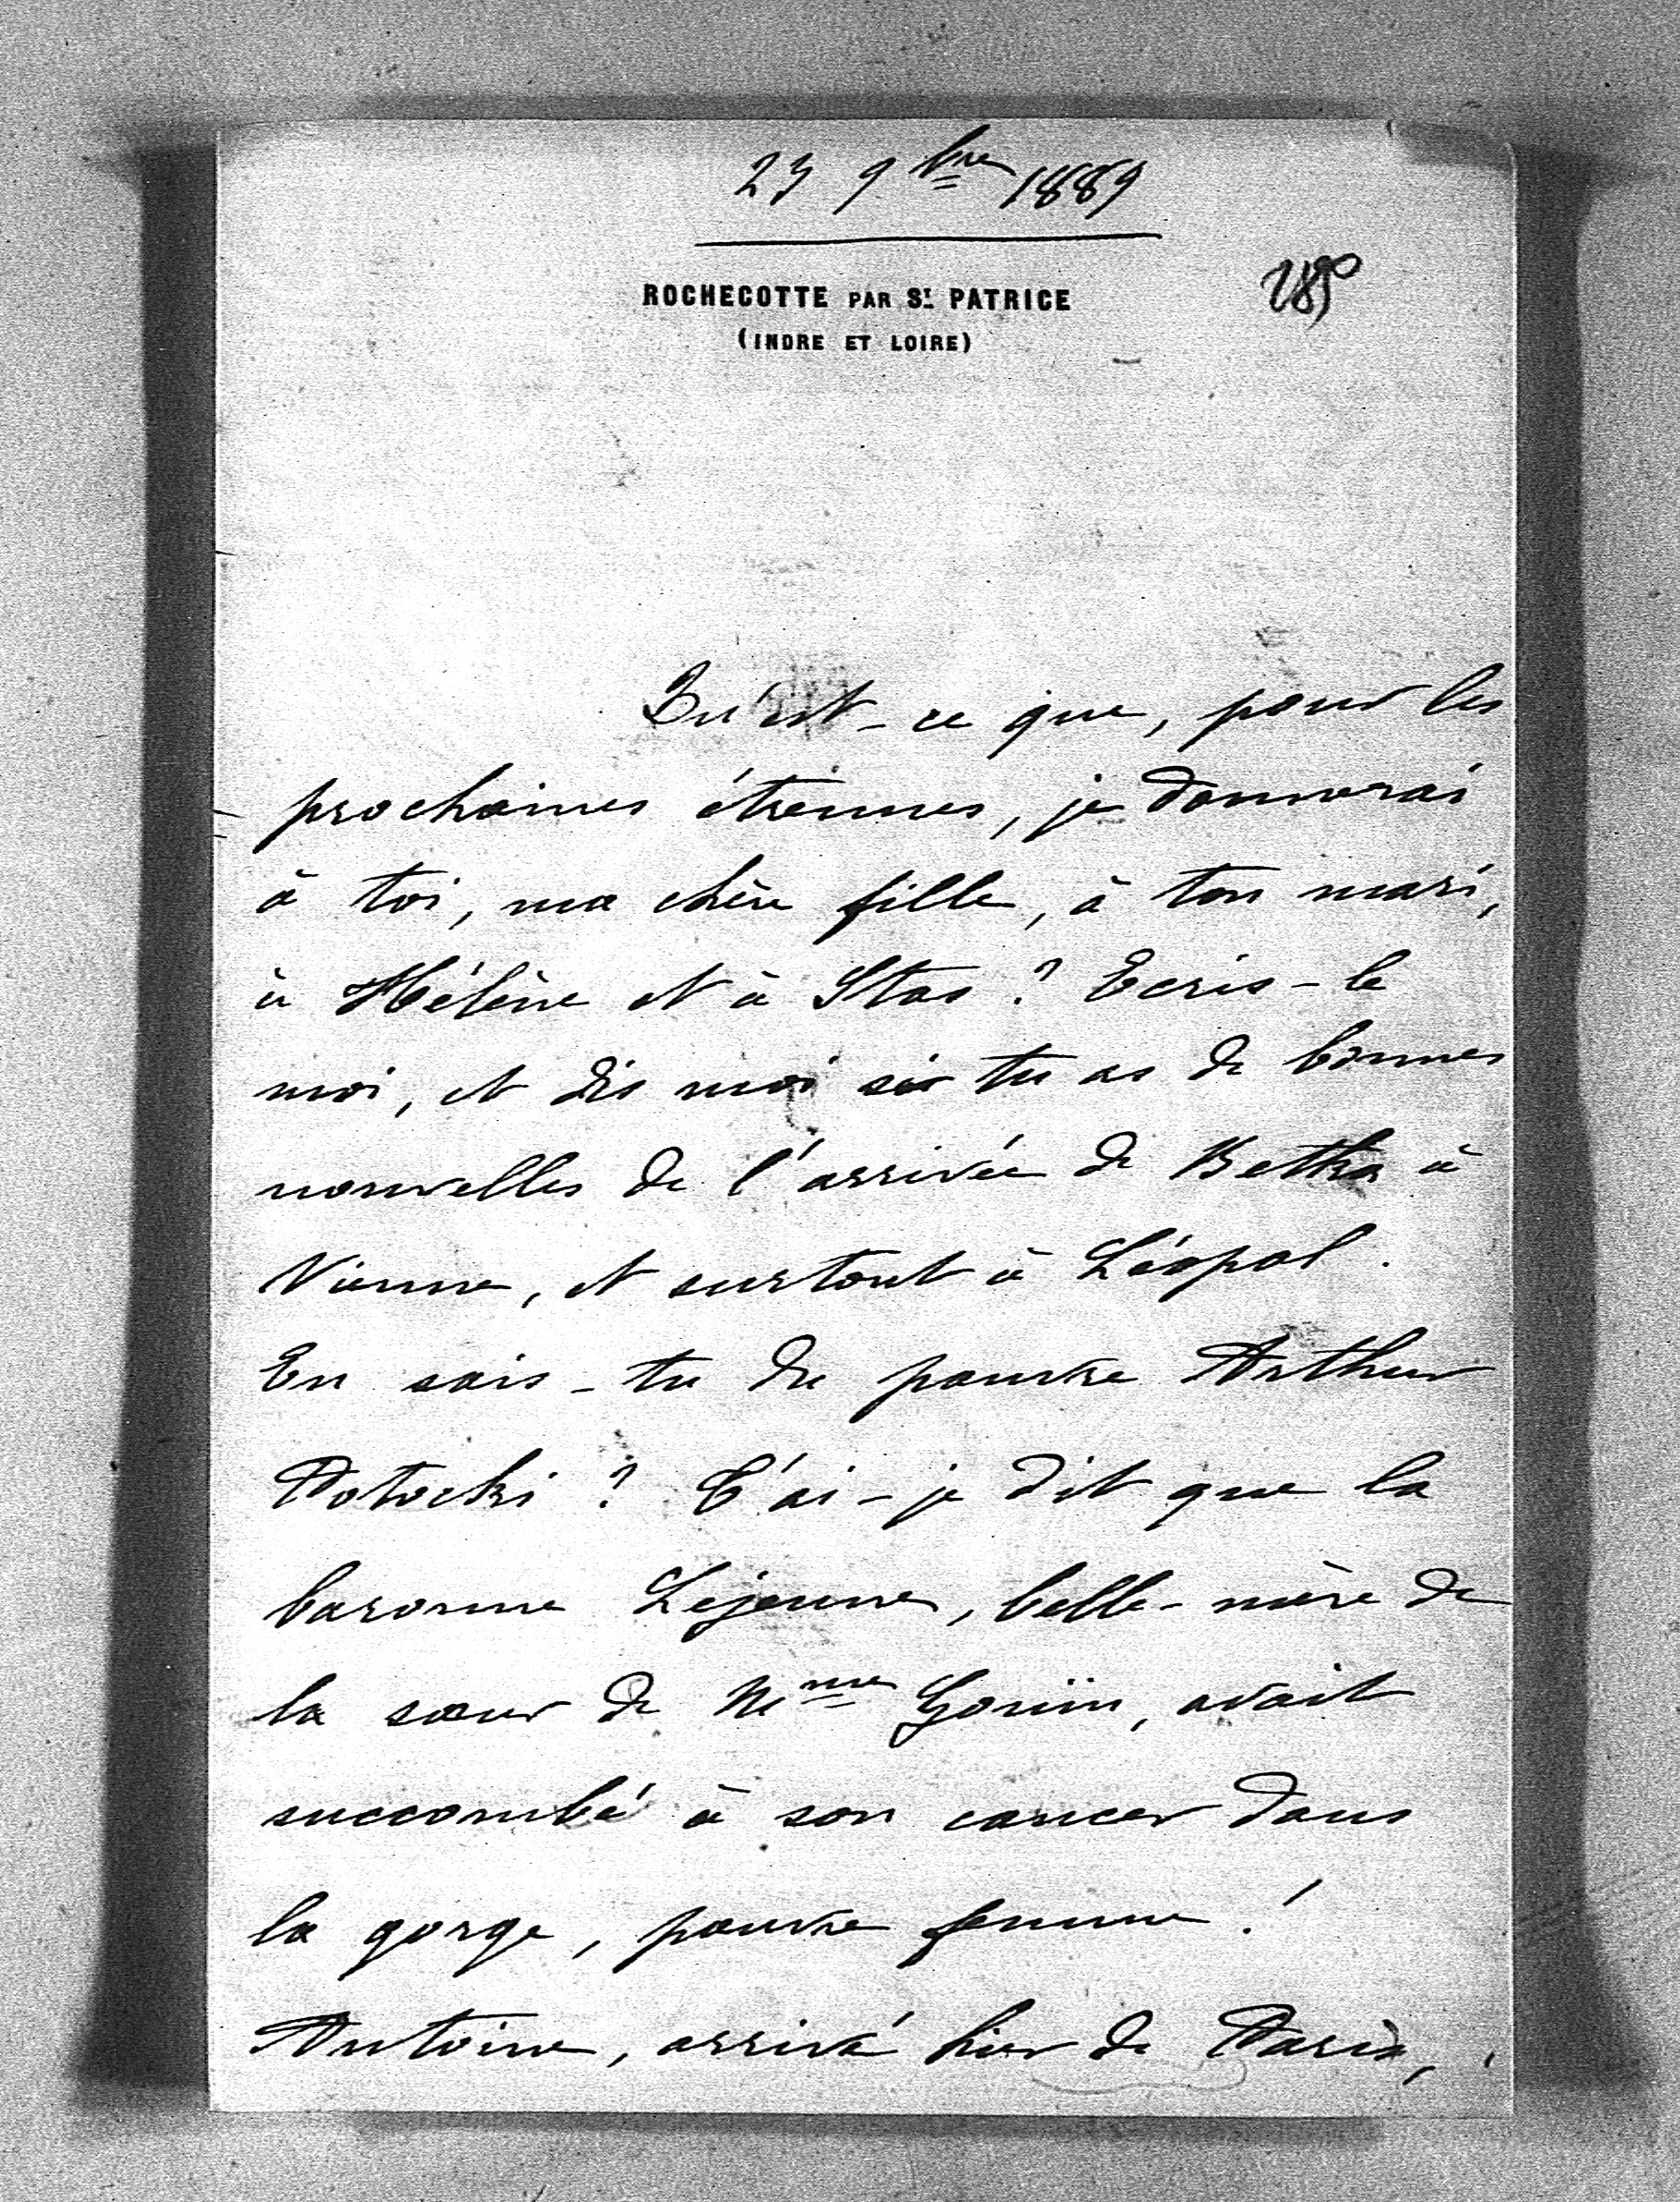 23 9bre 1889
ROCHECOTTE PAR ST. PATRICE
(INDRE ET LOIRE)
Qu'est-ce que, pour les
prochaines étrennes, je donnerai
à toi, ma chère fille, à ton mari,
à Hélène et à Stas ? Ecris-le
moi, et dis moi si tu as de bonnes
nouvelles de l'arrivée de Betka à
Vienne, et surtout à Léopol.
En sais-tu du pauvre Arthur
Potocki ? T'ai-je dit que la
baronne Lejeune, belle-mère de
la sœur de Mme Goüin, avait
succombé à son cancer dans
la gorge, pauvre femme !
Antoine, arrivé hier de Paris,